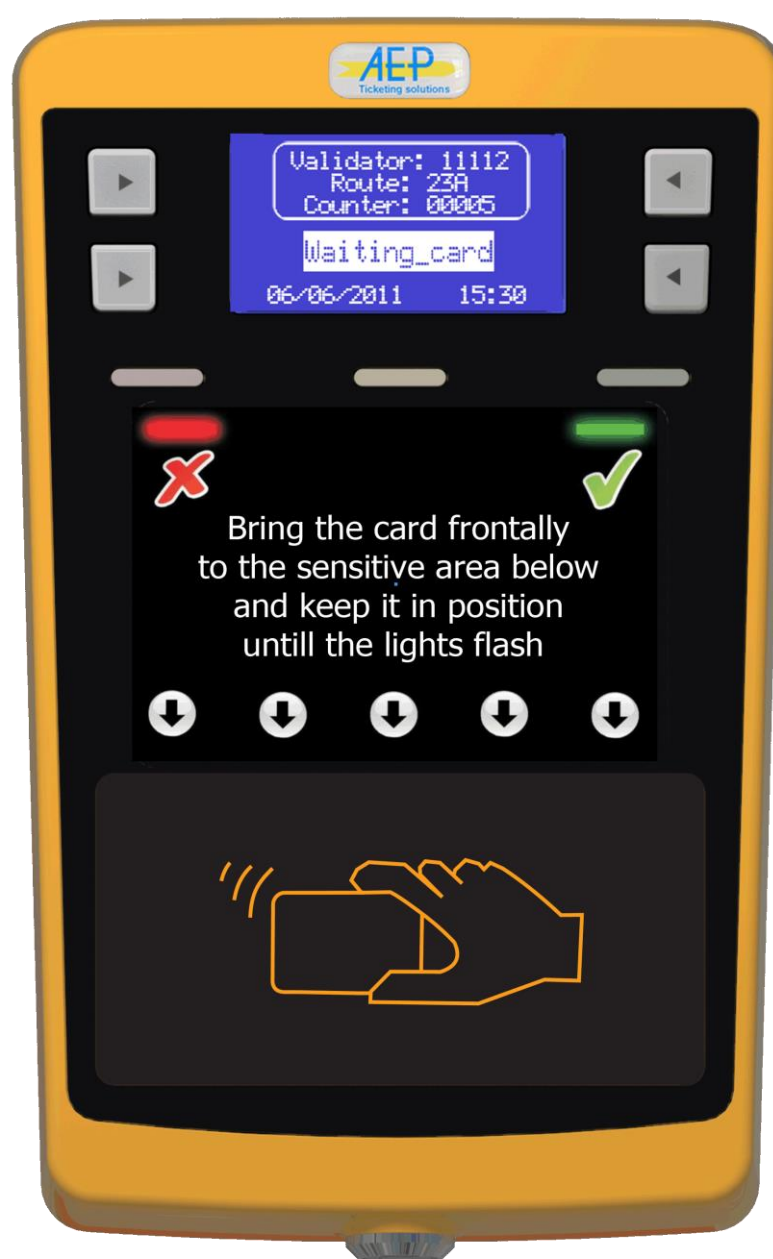 AEP
Ticketing solutions
Validator: 11112
Route: 23A
Counter: 00005
Waiting_card
06/06/2011 15:30
Bring the card frontally
to the sensitive area below
and keep it in position
untill the lights flash